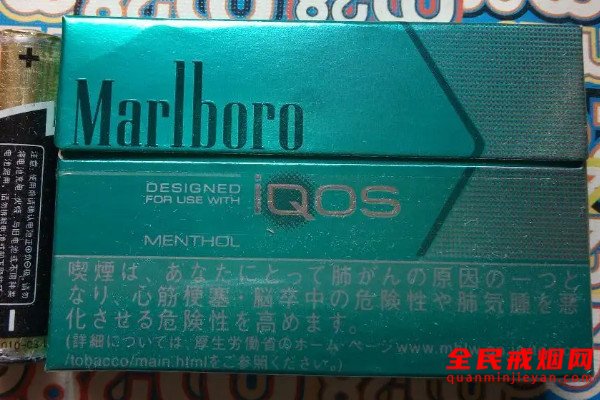 Marlboro
DESIGNED
FOR USE WITH
IQOS
MENTHOL
喫煙は、あなたにとって肺がんの原因の一つと
なり、心筋梗塞・脳卒中の危険性や肺気腫を悪
化させる危険性を高めます。
(詳細については、厚生労働省のホーム・ページwww.
/tobacco/main.htmlをご参照ください。)
全民戒烟网
quanminjieyan.com